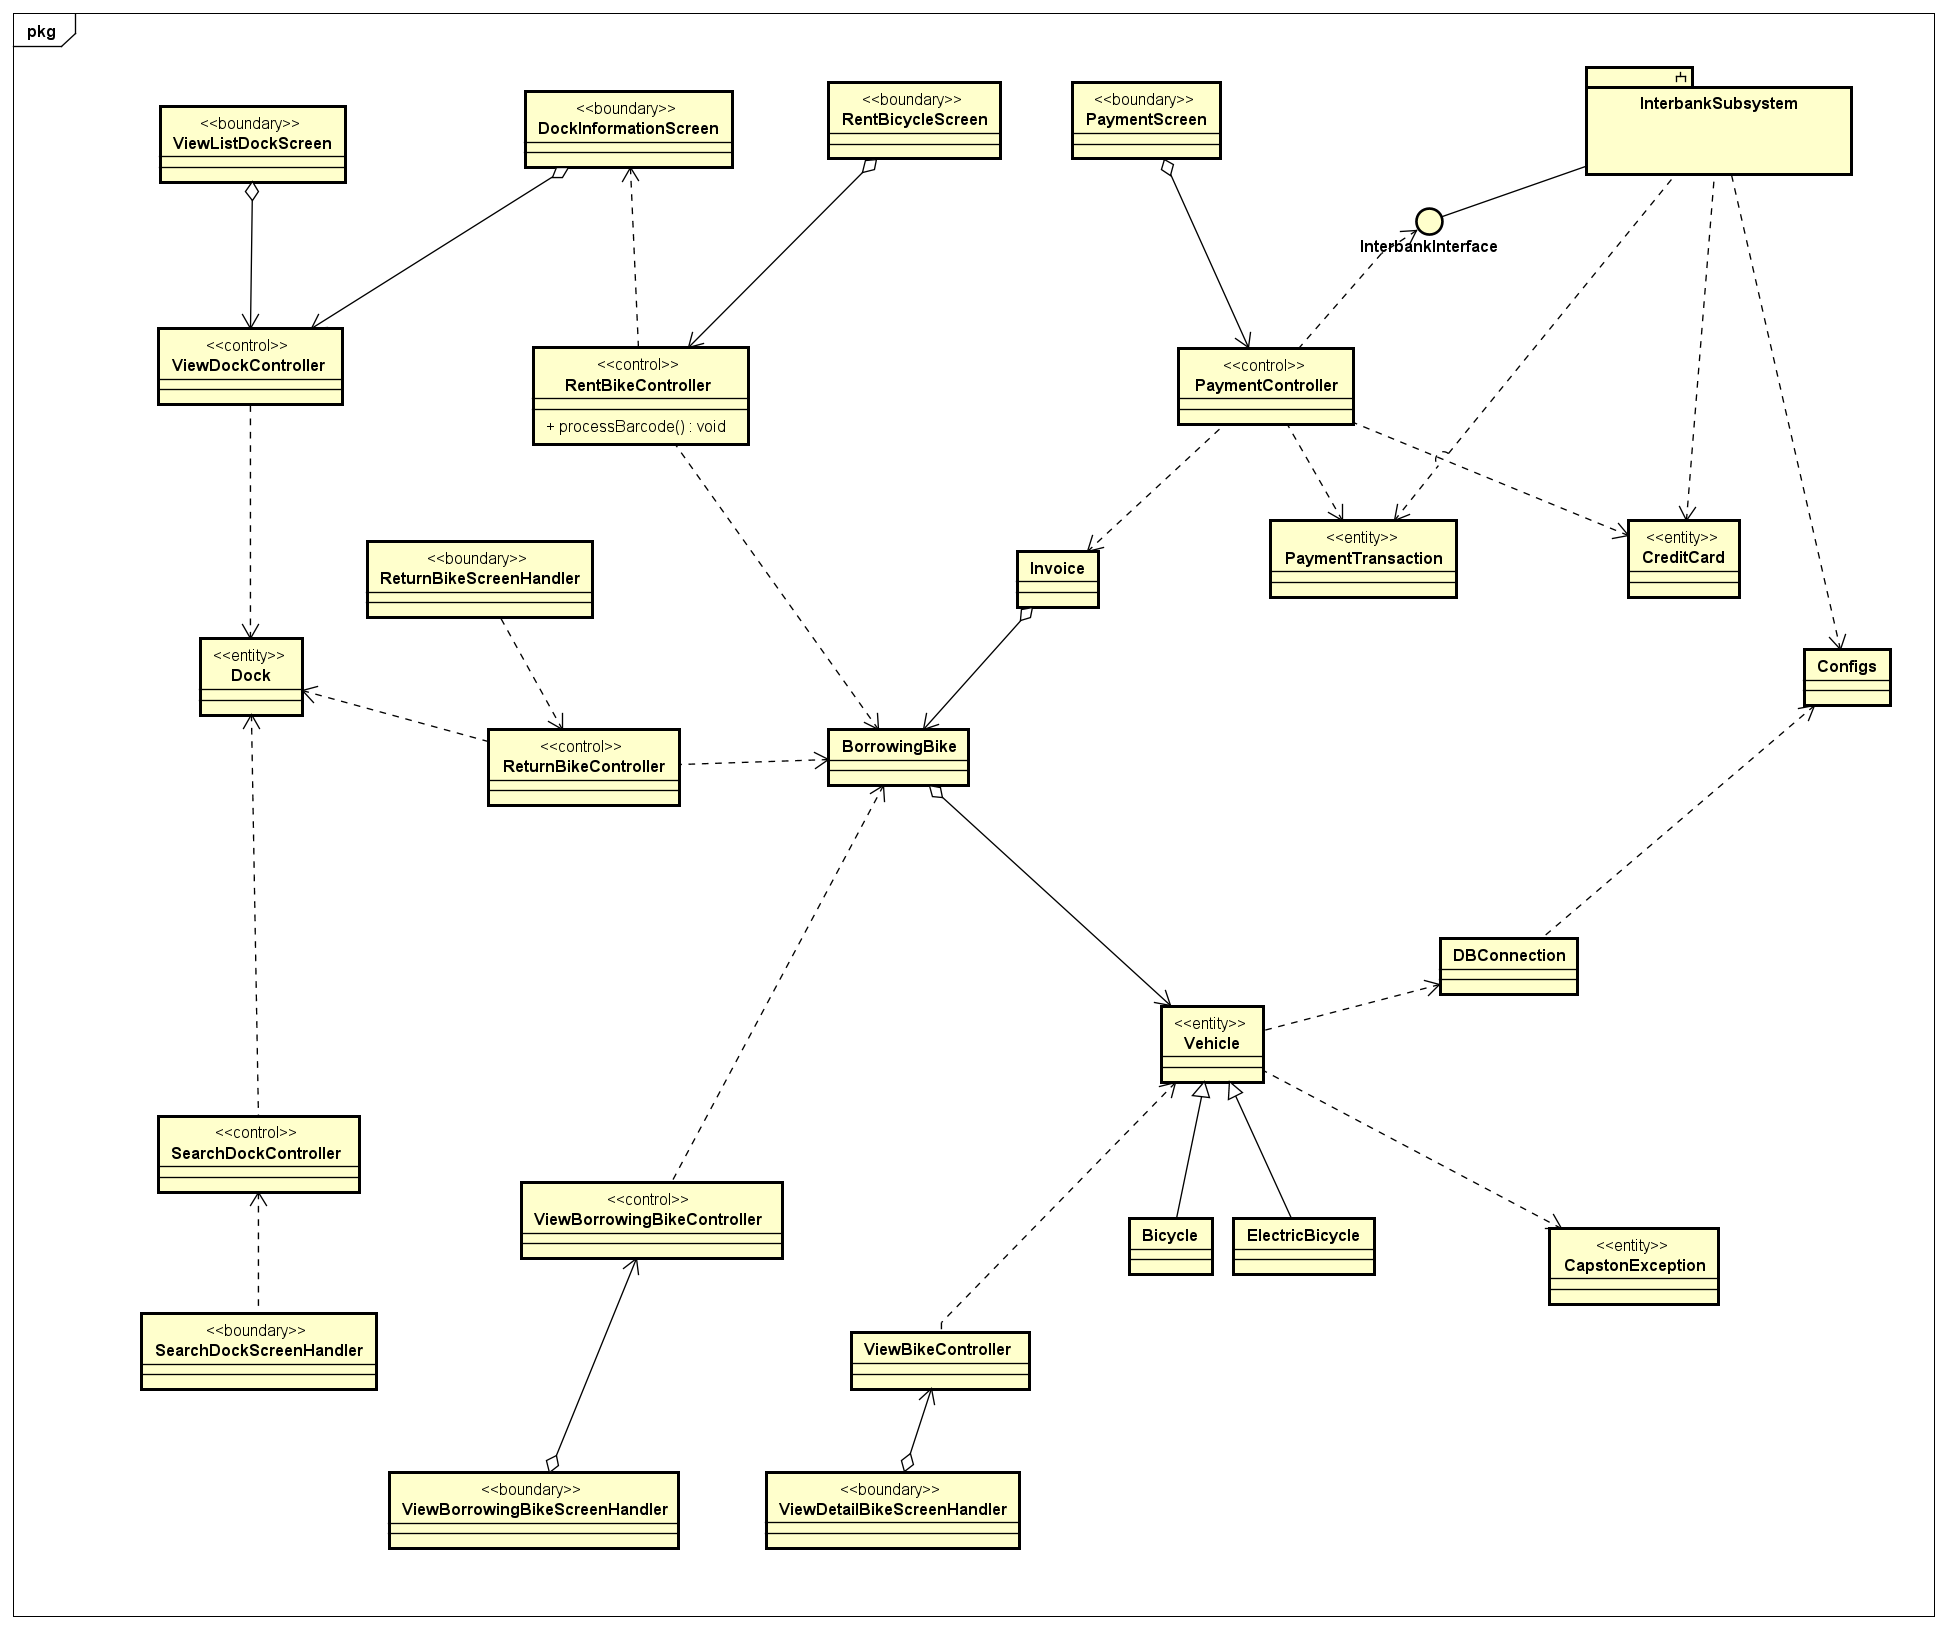 pkg
<<boundary>>
ViewListDockScreen
<<boundary>>
DockInformationScreen
<<boundary>>
RentBicycleScreen
<<boundary>>
PaymentScreen
InterbankSubsystem
InterbankInterface
<<control>>
ViewDockController
<<control>>
RentBikeController
+ processBarcode() : void
<<control>>
PaymentController
<<boundary>>
ReturnBikeScreenHandler
Invoice
<<entity>>
PaymentTransaction
<<entity>>
CreditCard
<<entity>>
Dock
Configs
<<control>>
ReturnBikeController
BorrowingBike
DBConnection
<<entity>>
Vehicle
<<control>>
SearchDockController
<<control>>
ViewBorrowingBikeController
Bicycle
ElectricBicycle
<<entity>>
CapstonException
<<boundary>>
SearchDockScreenHandler
ViewBikeController
<<boundary>>
ViewBorrowingBikeScreenHandler
<<boundary>>
ViewDetailBikeScreenHandler